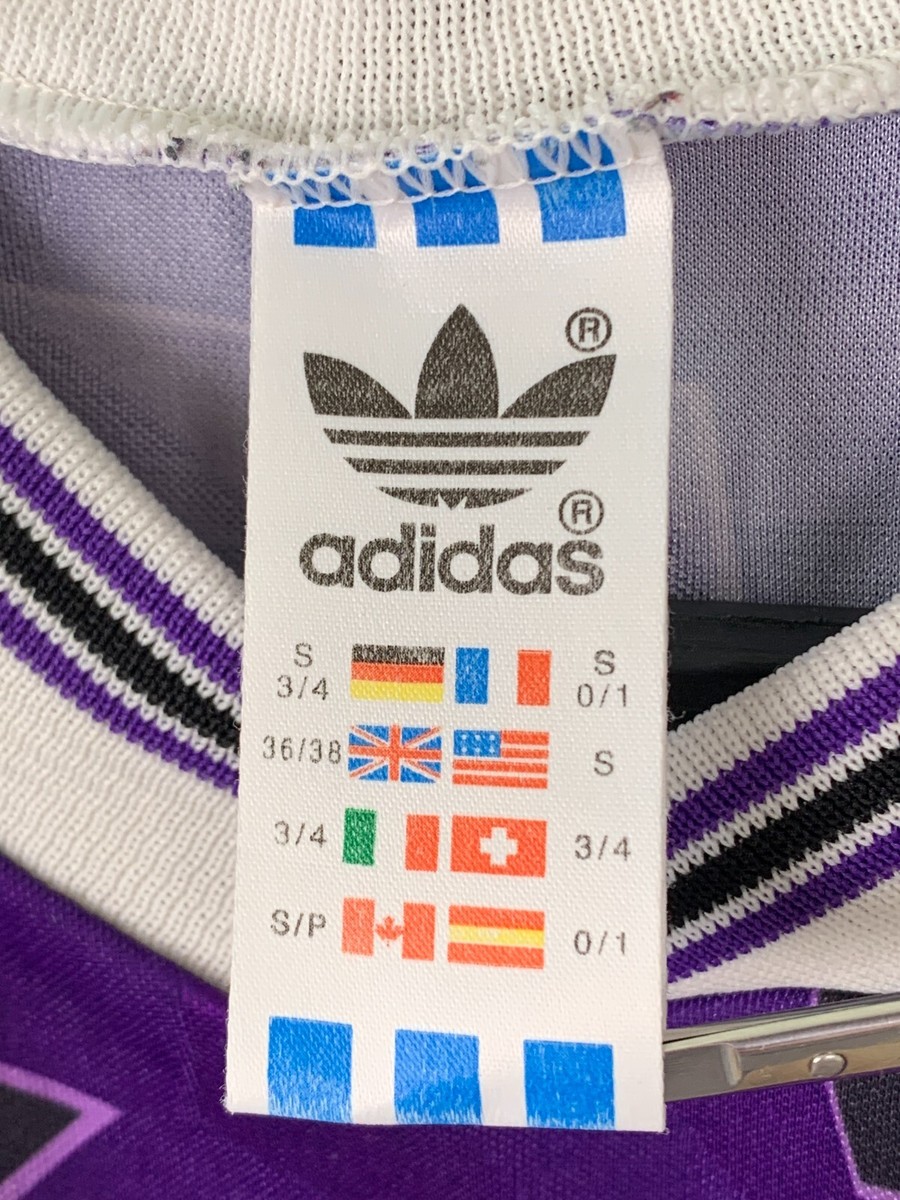 ®
®
adidas
S S
3/4 0/1
36/38 S
3/4 3/4
S/P 0/1